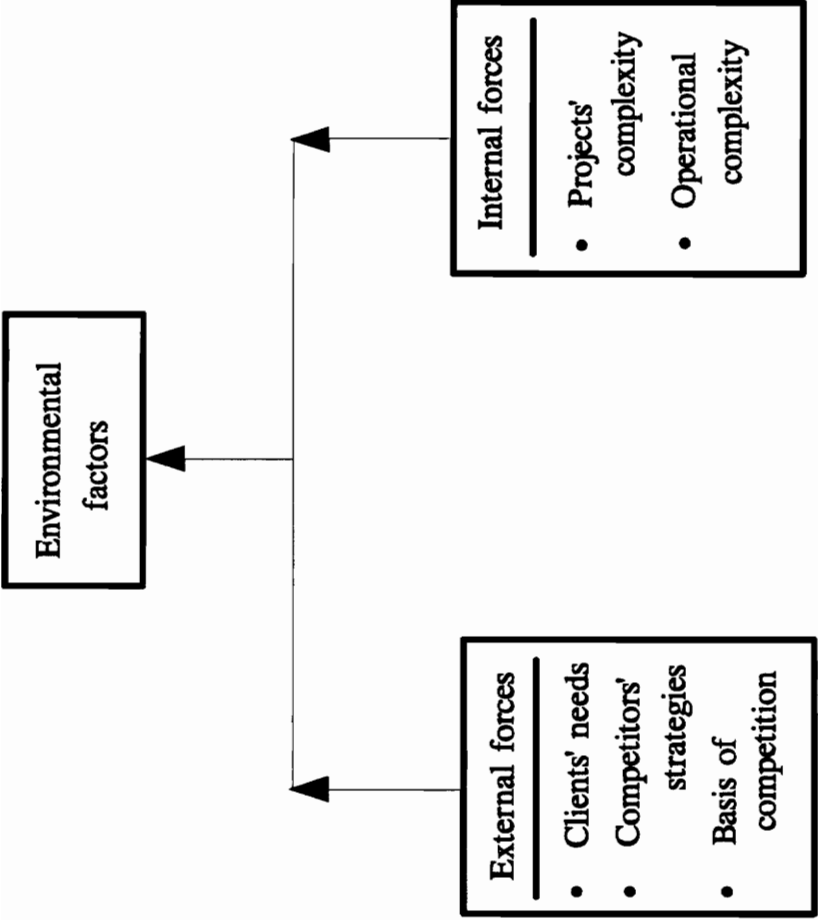 Environmental
factors
External forces
• Clients' needs
• Competitors'
strategies
• Basis of
competition
Internal forces
• Projects'
complexity
• Operational
complexity